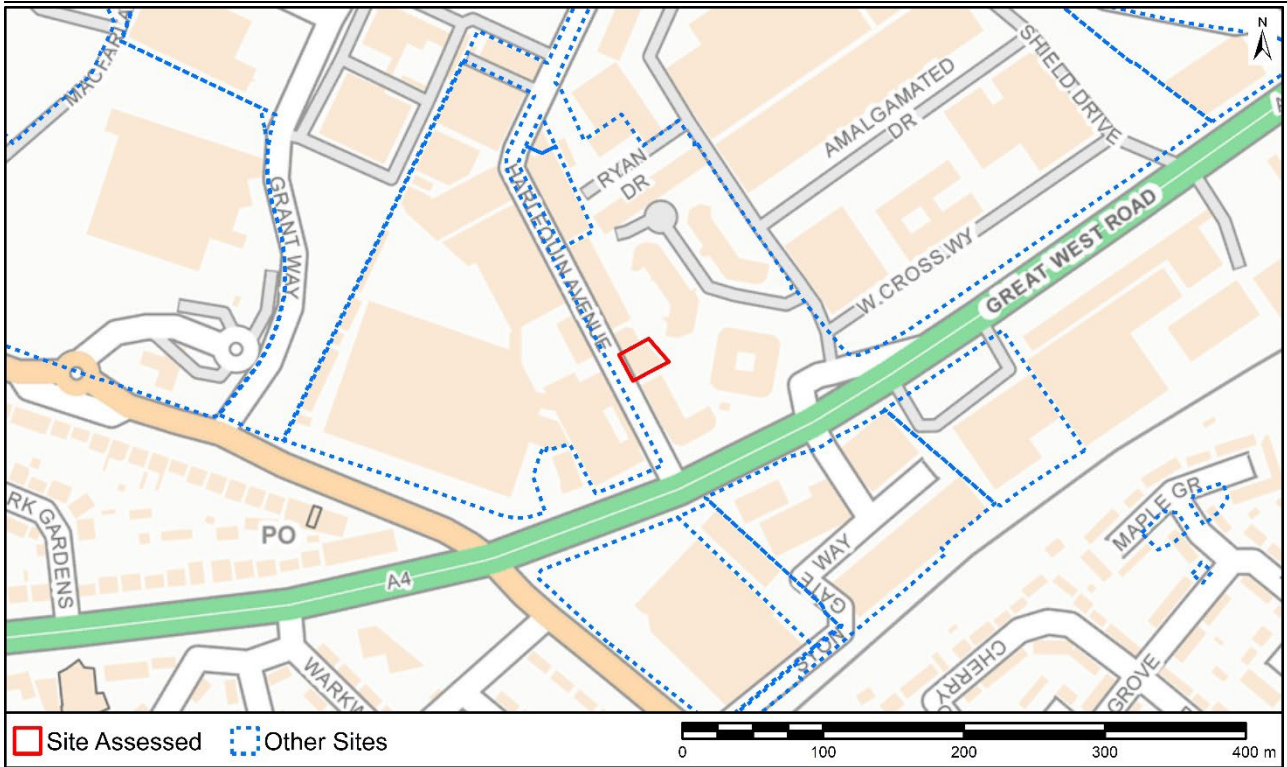 N
MACFARLA
SHIELD DRIVE
AMALGAMATED
DR
RYAN
DR
HARLEQUIN AVENUE
GRANT WAY
W CROSS WY
GREAT WEST ROAD
A
MAPLE GR
PO
RK GARDENS
A4
GATE WAY
CHERRY
GROVE
WARKW
Site Assessed
Other Sites
0 100 200 300 400 m